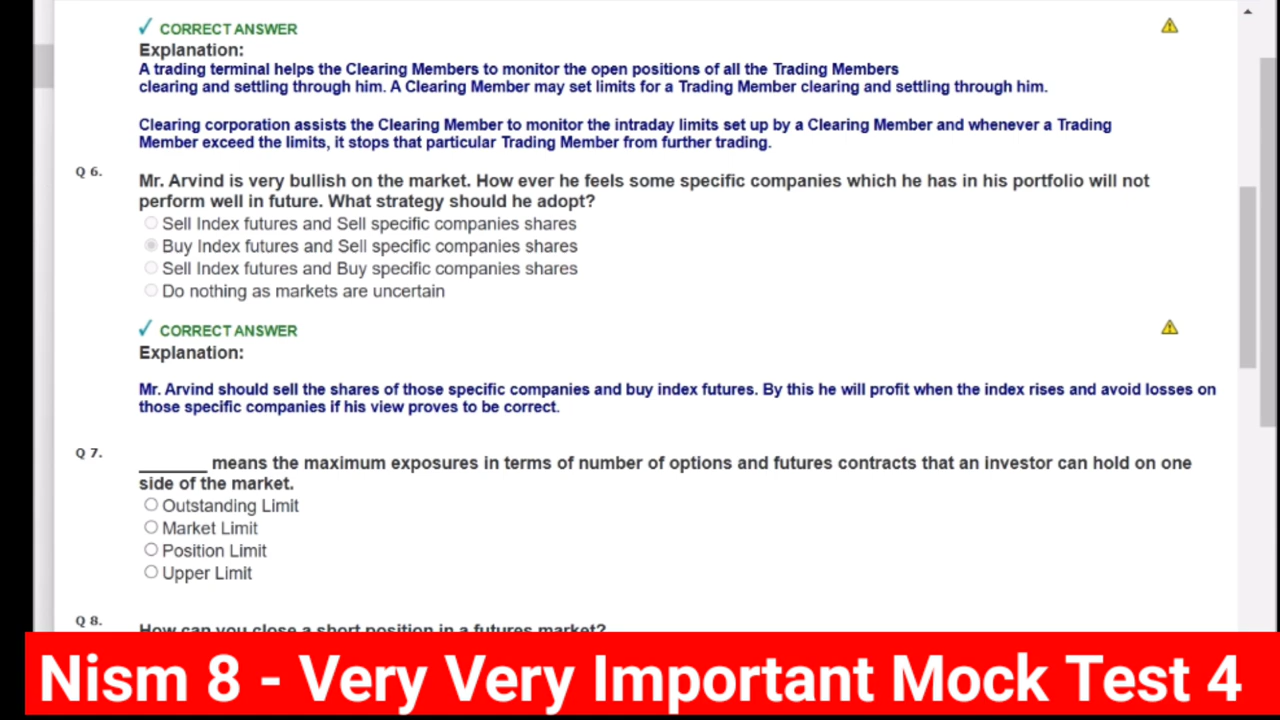 ✓ CORRECT ANSWER
Explanation:
A trading terminal helps the Clearing Members to monitor the open positions of all the Trading Members
clearing and settling through him. A Clearing Member may set limits for a Trading Member clearing and settling through him.
Clearing corporation assists the Clearing Member to monitor the intraday limits set up by a Clearing Member and whenever a Trading
Member exceed the limits, it stops that particular Trading Member from further trading.
Q 6.
Mr. Arvind is very bullish on the market. How ever he feels some specific companies which he has in his portfolio will not
perform well in future. What strategy should he adopt?
Sell Index futures and Sell specific companies shares
Buy Index futures and Sell specific companies shares
Sell Index futures and Buy specific companies shares
Do nothing as markets are uncertain
✓ CORRECT ANSWER
Explanation:
Mr. Arvind should sell the shares of those specific companies and buy index futures. By this he will profit when the index rises and avoid losses on
those specific companies if his view proves to be correct.
Q 7.
_______ means the maximum exposures in terms of number of options and futures contracts that an investor can hold on one
side of the market.
Outstanding Limit
Market Limit
Position Limit
Upper Limit
Q 8.
How can you close a short position in a futures market?
Nism 8 - Very Very Important Mock Test 4